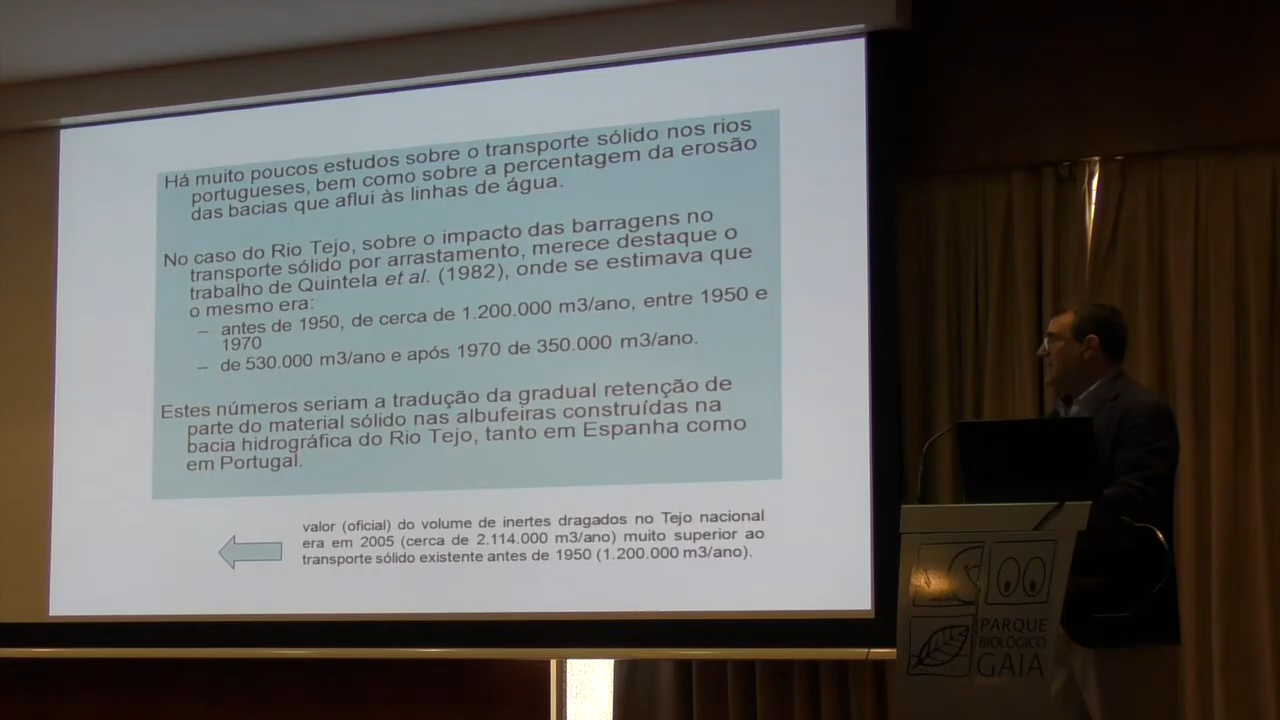 Há muito poucos estudos sobre o transporte sólido nos rios
portugueses, bem como sobre a percentagem da erosão
das bacias que aflui às linhas de água.
No caso do Rio Tejo, sobre o impacto das barragens no
transporte sólido por arrastamento, merece destaque o
trabalho de Quintela et al. (1982), onde se estimava que
o mesmo era:
– antes de 1950, de cerca de 1.200.000 m3/ano, entre 1950 e
1970
– de 530.000 m3/ano e após 1970 de 350.000 m3/ano.
Estes números seriam a tradução da gradual retenção de
parte do material sólido nas albufeiras construídas na
bacia hidrográfica do Rio Tejo, tanto em Espanha como
em Portugal.
valor (oficial) do volume de inertes dragados no Tejo nacional
era em 2005 (cerca de 2.114.000 m3/ano) muito superior ao
transporte sólido existente antes de 1950 (1.200.000 m3/ano).
PARQUE
BIOLÓGICO
GAIA